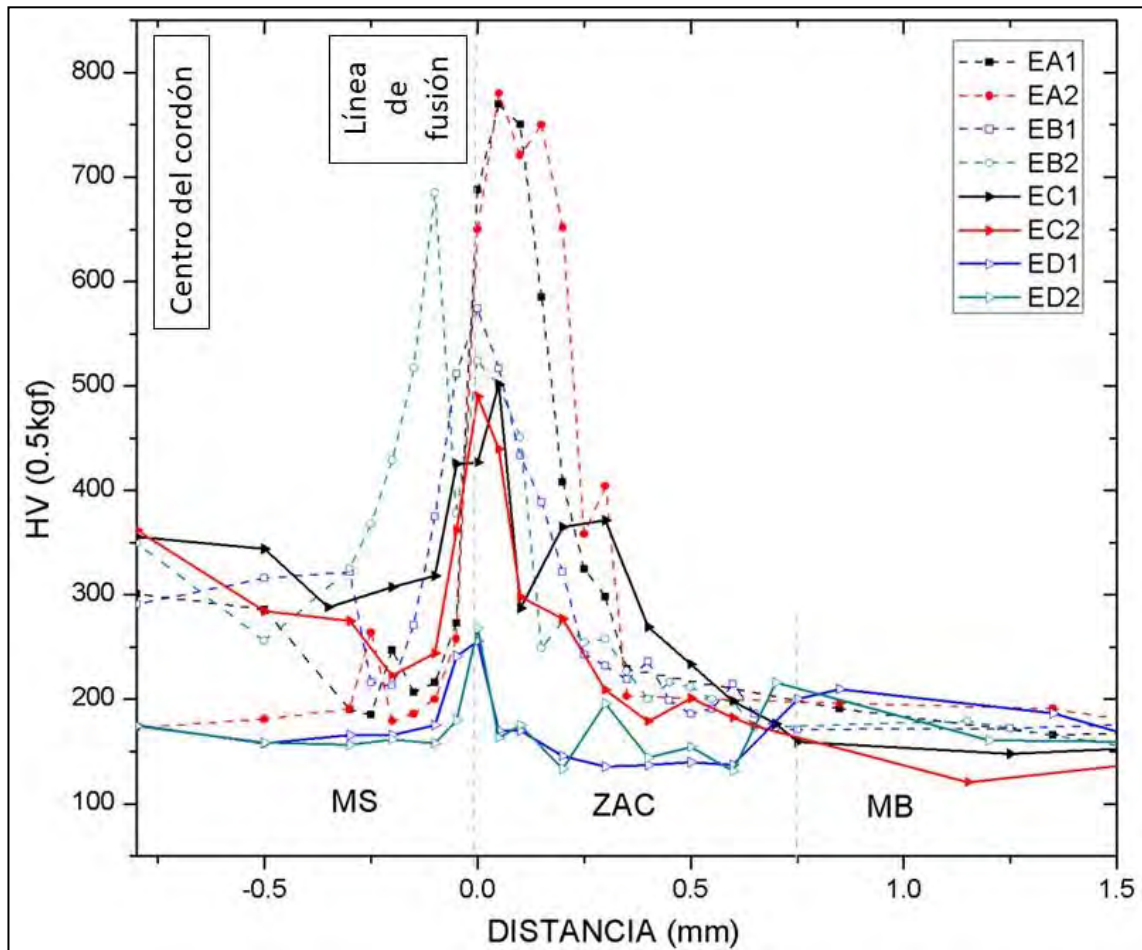 Centro del cordón
Línea
de
fusión
EA1
EA2
EB1
EB2
EC1
EC2
ED1
ED2
800
700
600
500
400
300
200
100
HV (0.5kgf)
MS
ZAC
MB
-0.5
0.0
0.5
1.0
1.5
DISTANCIA (mm)